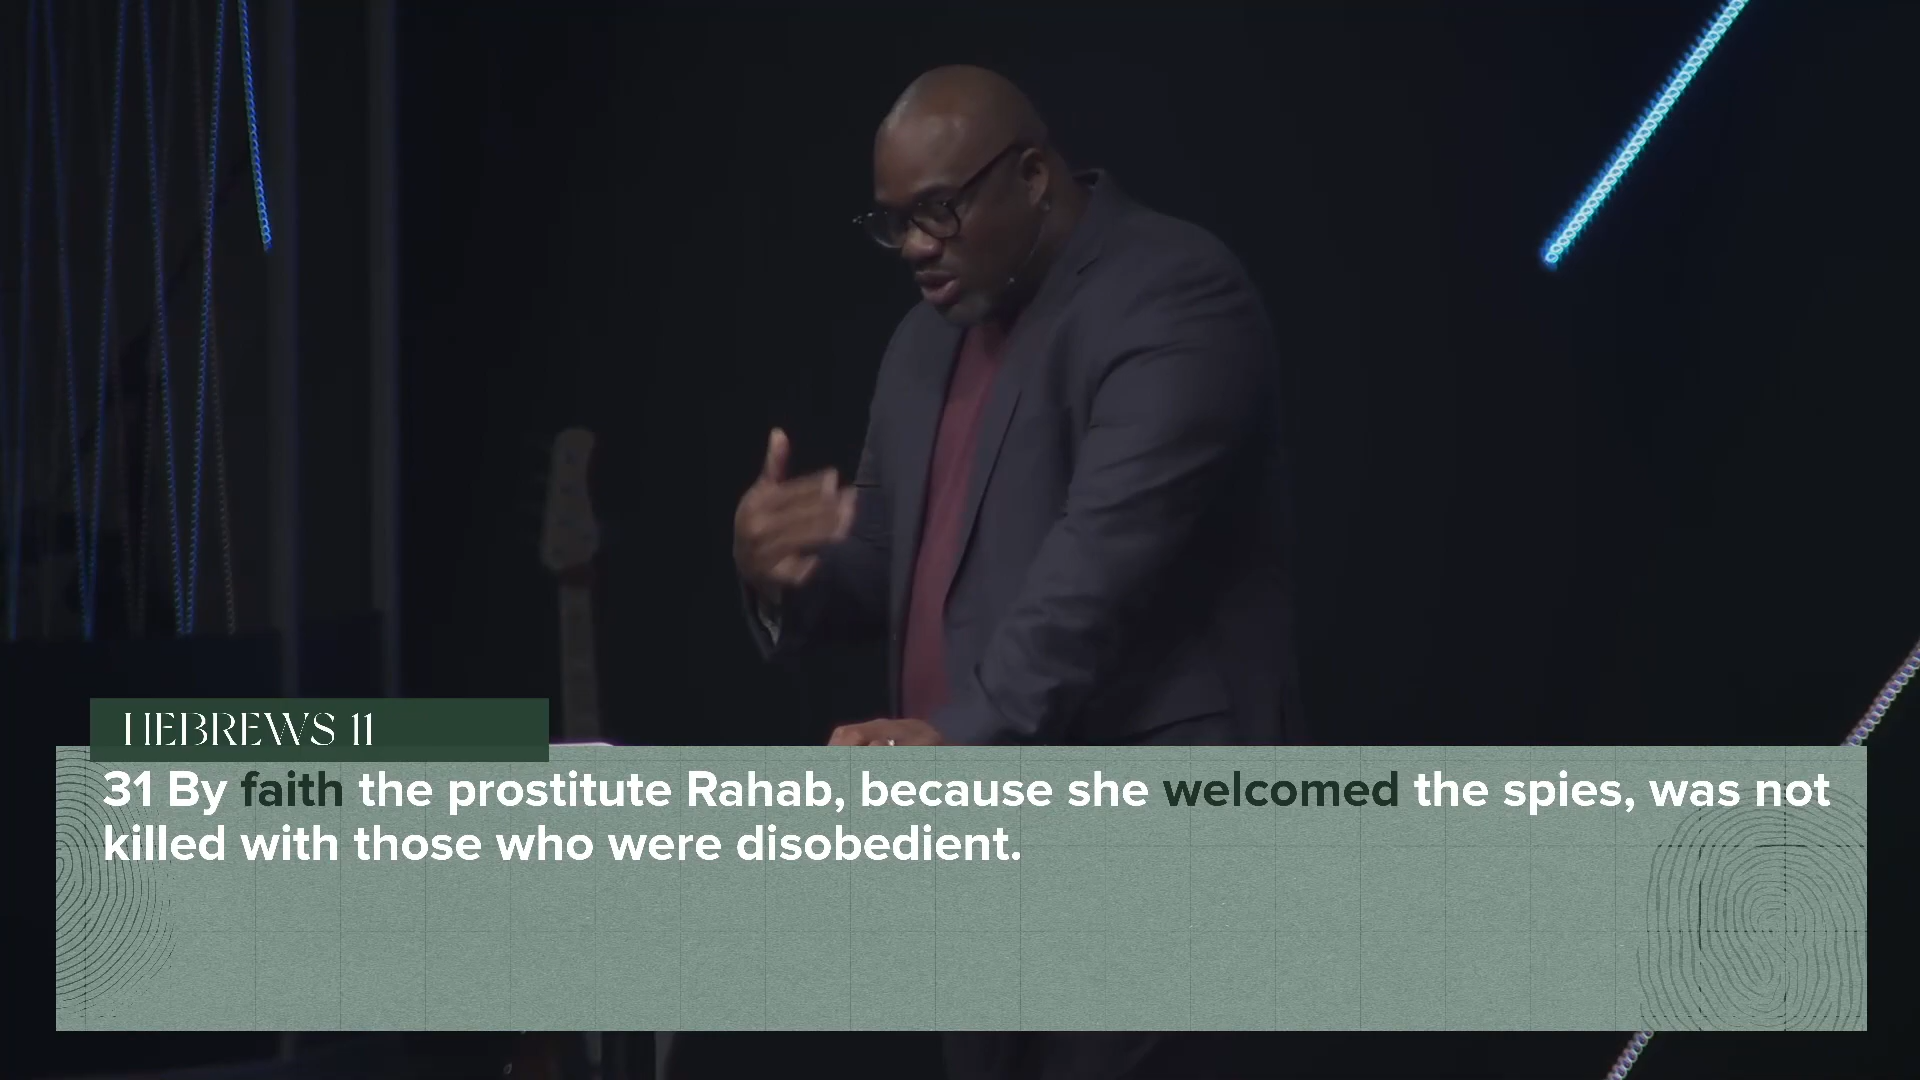 HEBREWS 11
31 By faith the prostitute Rahab, because she welcomed the spies, was not
killed with those who were disobedient.